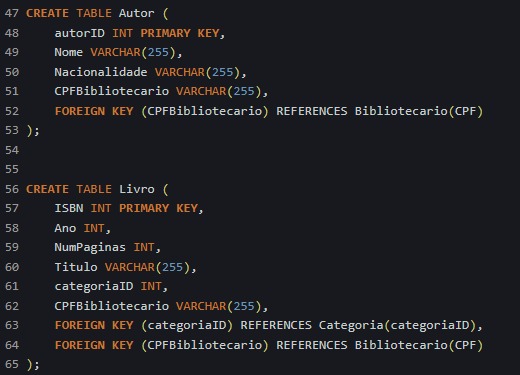 47 CREATE TABLE Autor (
48     autorID INT PRIMARY KEY,
49     Nome VARCHAR(255),
50     Nacionalidade VARCHAR(255),
51     CPFBibliotecario VARCHAR(255),
52     FOREIGN KEY (CPFBibliotecario) REFERENCES Bibliotecario(CPF)
53 );
54
55
56 CREATE TABLE Livro (
57     ISBN INT PRIMARY KEY,
58     Ano INT,
59     NumPaginas INT,
60     Titulo VARCHAR(255),
61     categoriaID INT,
62     CPFBibliotecario VARCHAR(255),
63     FOREIGN KEY (categoriaID) REFERENCES Categoria(categoriaID),
64     FOREIGN KEY (CPFBibliotecario) REFERENCES Bibliotecario(CPF)
65 );